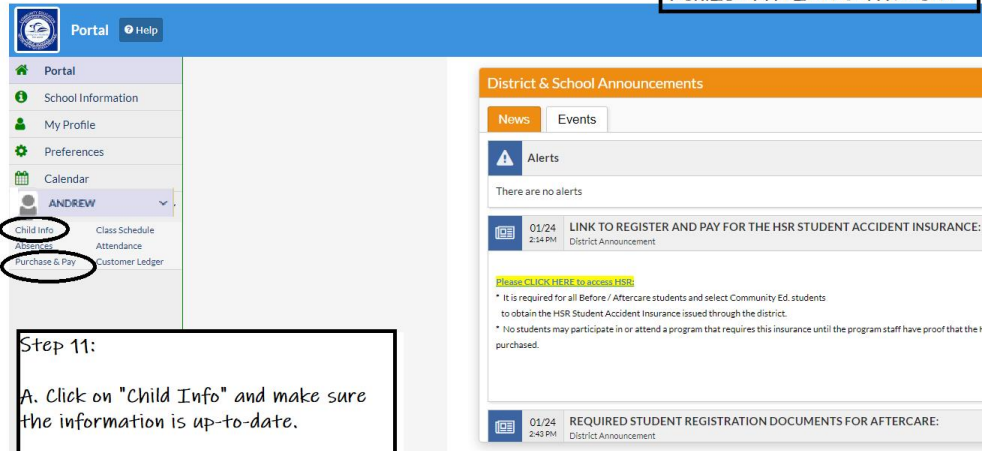 Portal Help
Portal
School Information
My Profile
Preferences
Calendar
ANDREW
Child Info Class Schedule
Absences Attendance
Purchase & Pay Customer Ledger
Step 11:
A. Click on "Child Info" and make sure
the information is up-to-date.
District & School Announcements
News Events
Alerts
There are no alerts
01/24 LINK TO REGISTER AND PAY FOR THE HSR STUDENT ACCIDENT INSURANCE:
2:14 PM District Announcement
Please CLICK HERE to access HSR:
* It is required for all Before / Aftercare students and select Community Ed. students
to obtain the HSR Student Accident Insurance issued through the district.
* No students may participate in or attend a program that requires this insurance until the program staff have proof that the
purchased.
01/24 REQUIRED STUDENT REGISTRATION DOCUMENTS FOR AFTERCARE:
2:43 PM District Announcement